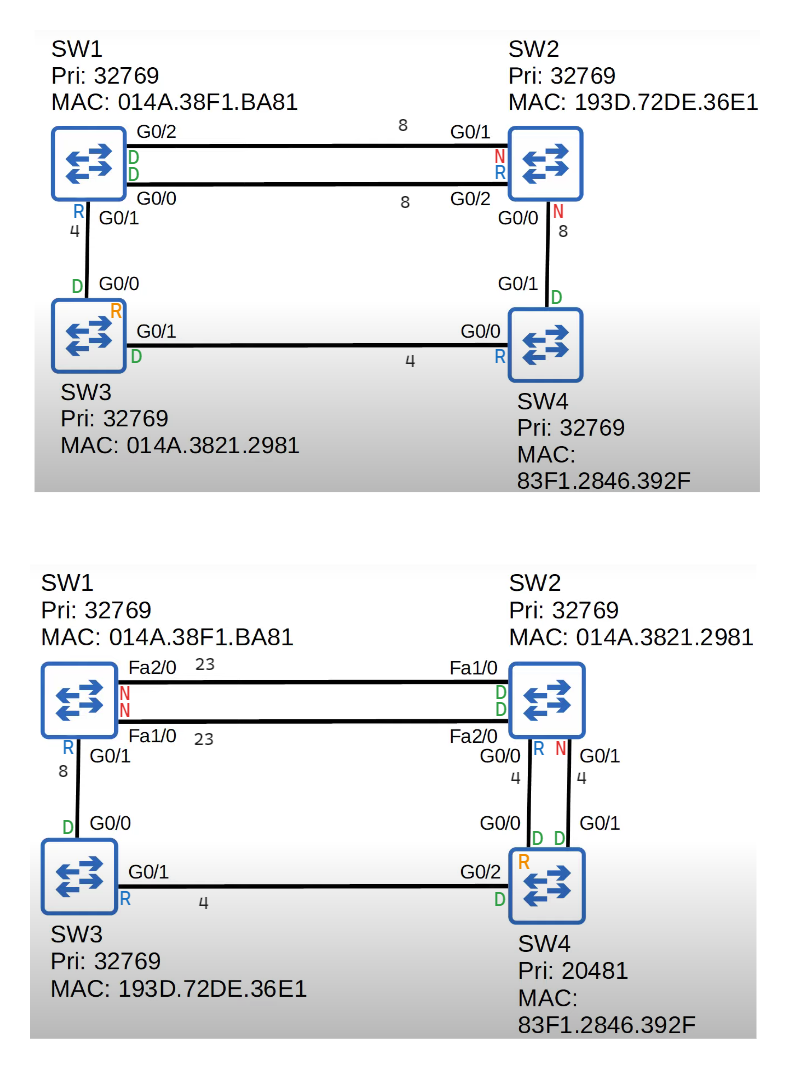 SW1
Pri: 32769
MAC: 014A.38F1.BA81
SW2
Pri: 32769
MAC: 193D.72DE.36E1
G0/2
8
G0/1
D
N
D
R
G0/0
8
G0/2
R
G0/1
4
G0/0
N
8
D
G0/0
G0/1
D
R
G0/1
G0/0
D
4
R
SW3
Pri: 32769
MAC: 014A.3821.2981
SW4
Pri: 32769
MAC:
83F1.2846.392F
SW1
Pri: 32769
MAC: 014A.38F1.BA81
SW2
Pri: 32769
MAC: 014A.3821.2981
Fa2/0
23
Fa1/0
N
D
N
D
Fa1/0
23
Fa2/0
R
G0/1
8
G0/0
R
N
G0/1
4
4
D
G0/0
G0/0
D
D
G0/1
R
G0/1
G0/2
R
4
D
SW3
Pri: 32769
MAC: 193D.72DE.36E1
SW4
Pri: 20481
MAC:
83F1.2846.392F